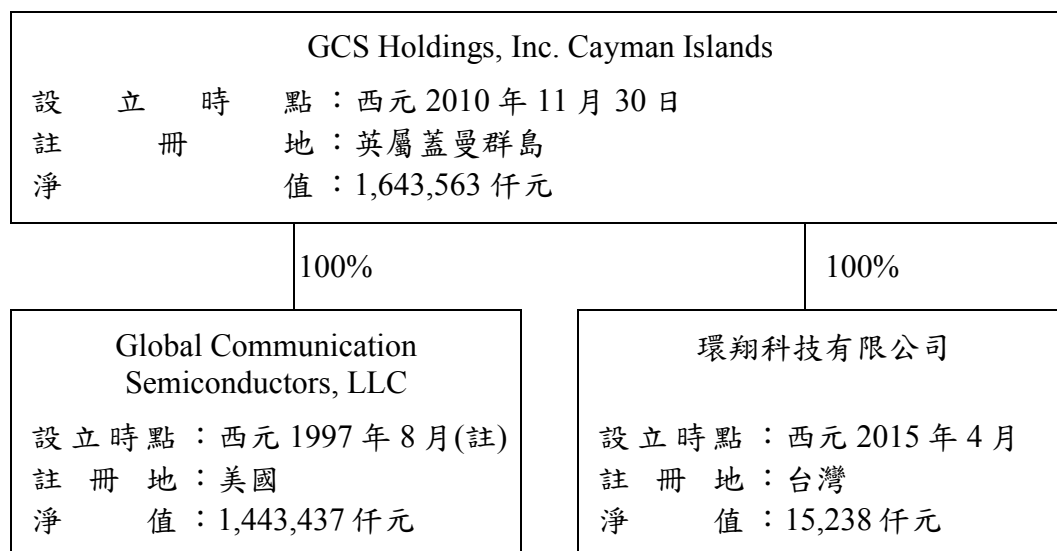 GCS Holdings, Inc. Cayman Islands
設立時點：西元 2010 年 11 月 30 日
註冊地：英屬蓋曼群島
淨值：1,643,563 仟元
100%
100%
Global Communication
Semiconductors, LLC
設立時點：西元 1997 年 8 月(註)
註冊地：美國
淨值：1,443,437 仟元
環翔科技有限公司
設立時點：西元 2015 年 4 月
註冊地：台灣
淨值：15,238 仟元